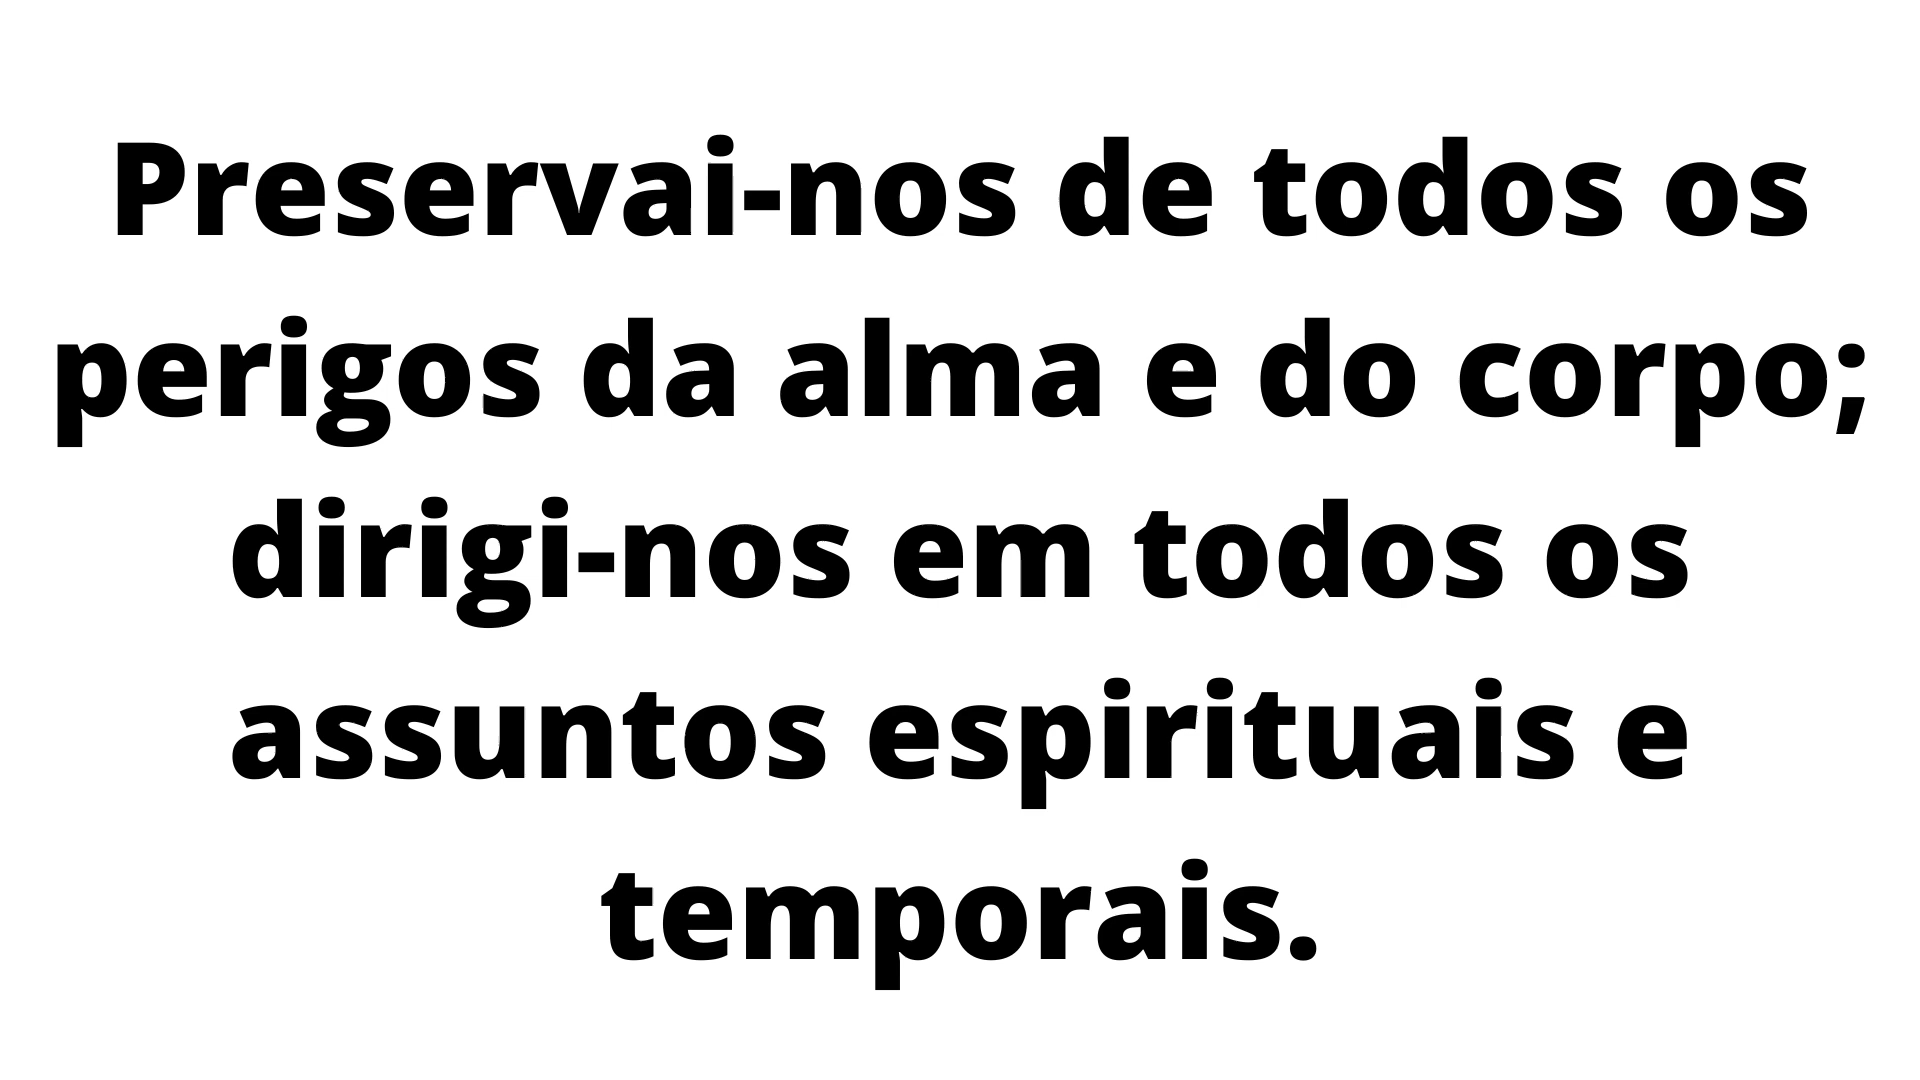 Preservai-nos de todos os
perigos da alma e do corpo;
dirigi-nos em todos os
assuntos espirituais e
temporais.